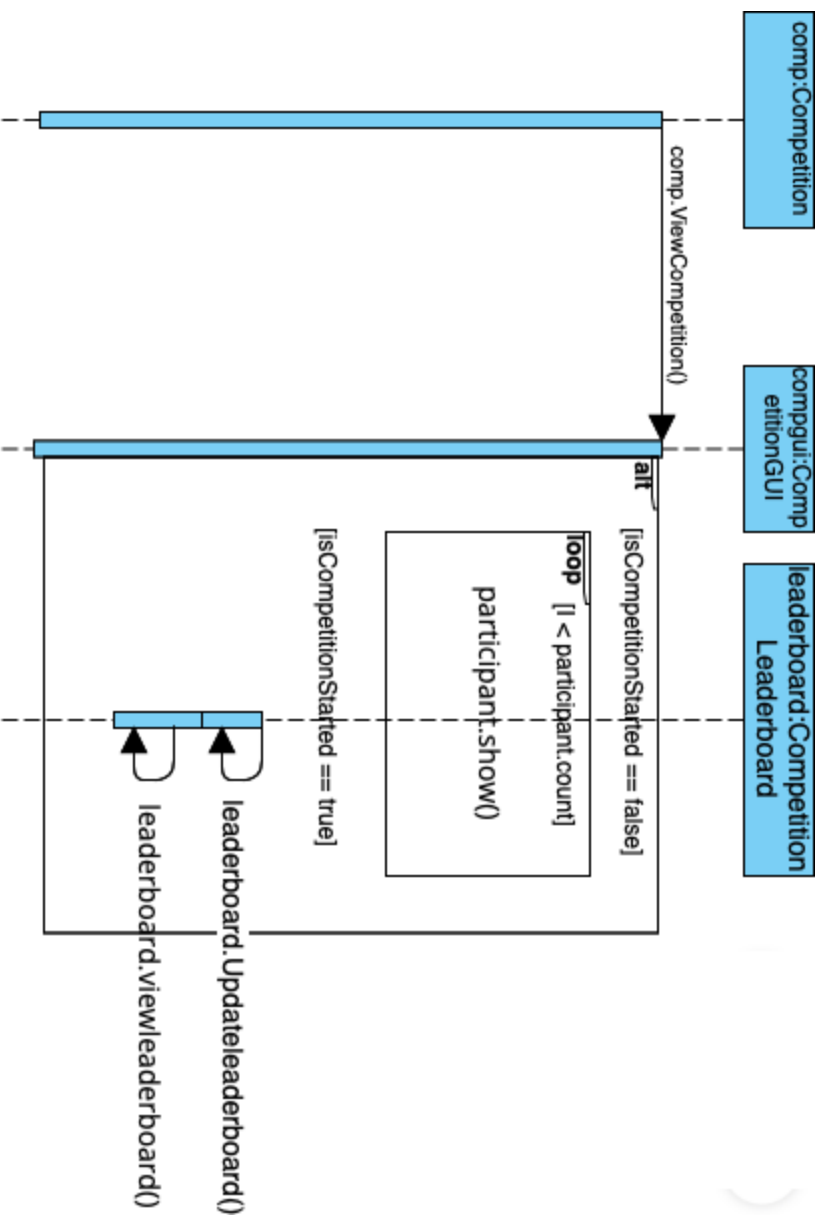 comp:Competition
compgui:Comp
etitionGUI
leaderboard:Competition
Leaderboard
comp.ViewCompetition()
alt
[isCompetitionStarted == false]
loop
[I < participant.count]
participant.show()
[isCompetitionStarted == true]
leaderboard.Updateleaderboard()
leaderboard.viewleaderboard()